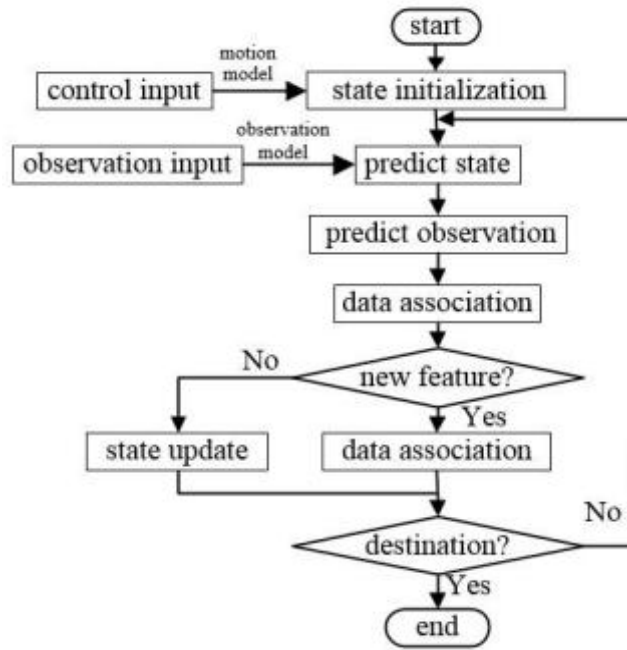 start
motion
model
control input
state initialization
observation
model
observation input
predict state
predict observation
data association
No
new feature?
Yes
state update
data association
No
destination?
Yes
end